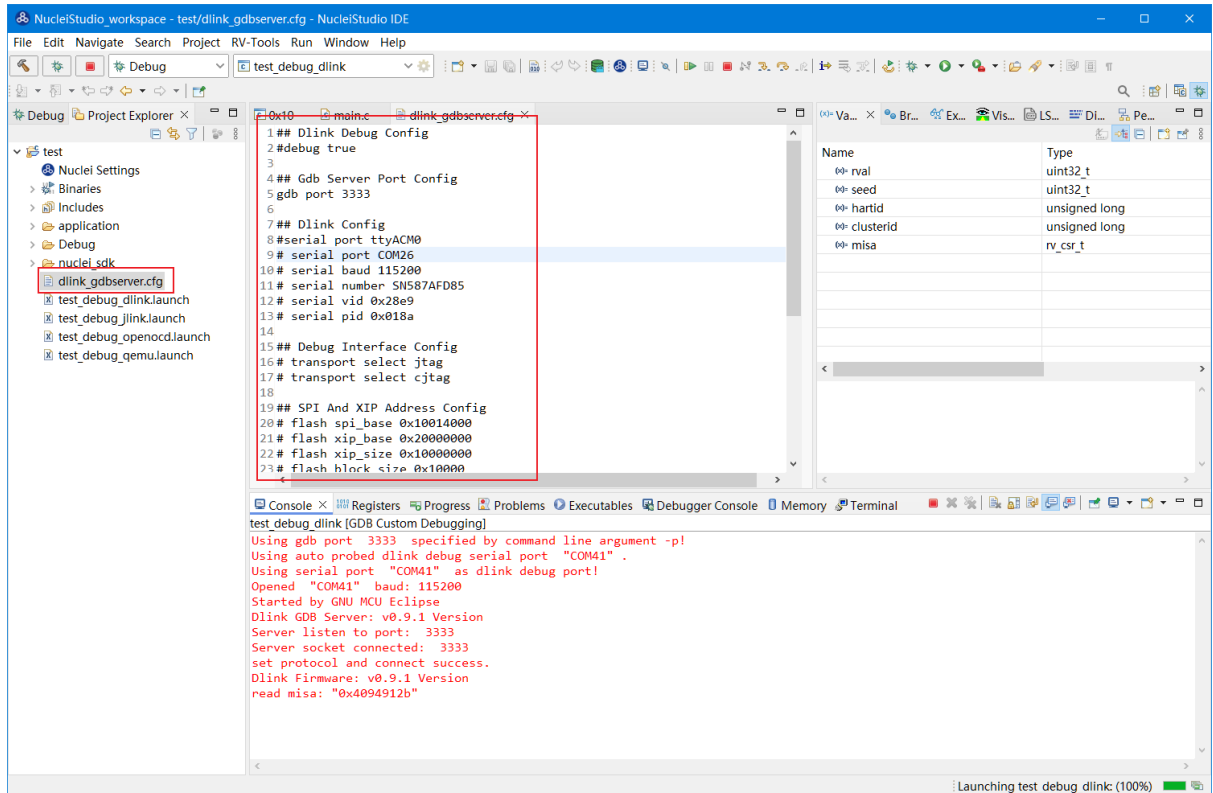 NucleiStudio_workspace - test/dlink_gdbserver.cfg - NucleiStudio IDE
File Edit Navigate Search Project RV-Tools Run Window Help
Debug test_debug_dlink
Debug Project Explorer
0x10 main.c dlink_gdbserver.cfg
Va... Br... Ex... Vis... LS... Di... Pe...
test
Nuclei Settings
Binaries
Includes
application
Debug
nuclei_sdk
dlink_gdbserver.cfg
test_debug_dlink.launch
test_debug_jlink.launch
test_debug_openocd.launch
test_debug_qemu.launch
1 ## Dlink Debug Config
2 #debug true
3
4 ## Gdb Server Port Config
5 gdb port 3333
6
7 ## Dlink Config
8 #serial port ttyACM0
9 # serial port COM26
10 # serial baud 115200
11 # serial number SN587AFD85
12 # serial vid 0x28e9
13 # serial pid 0x018a
14
15 ## Debug Interface Config
16 # transport select jtag
17 # transport select cjtag
18
19 ## SPI And XIP Address Config
20 # flash spi_base 0x10014000
21 # flash xip_base 0x20000000
22 # flash xip_size 0x10000000
23 # flash block_size 0x10000
Name Type
rval uint32_t
seed uint32_t
hartid unsigned long
clusterid unsigned long
misa rv_csr_t
Console Registers Progress Problems Executables Debugger Console Memory Terminal
test_debug_dlink [GDB Custom Debugging]
Using gdb port 3333 specified by command line argument -p!
Using auto probed dlink debug serial port "COM41" .
Using serial port "COM41" as dlink debug port!
Opened "COM41" baud: 115200
Started by GNU MCU Eclipse
Dlink GDB Server: v0.9.1 Version
Server listen to port: 3333
Server socket connected: 3333
set protocol and connect success.
Dlink Firmware: v0.9.1 Version
read misa: "0x4094912b"
Launching test_debug_dlink: (100%)